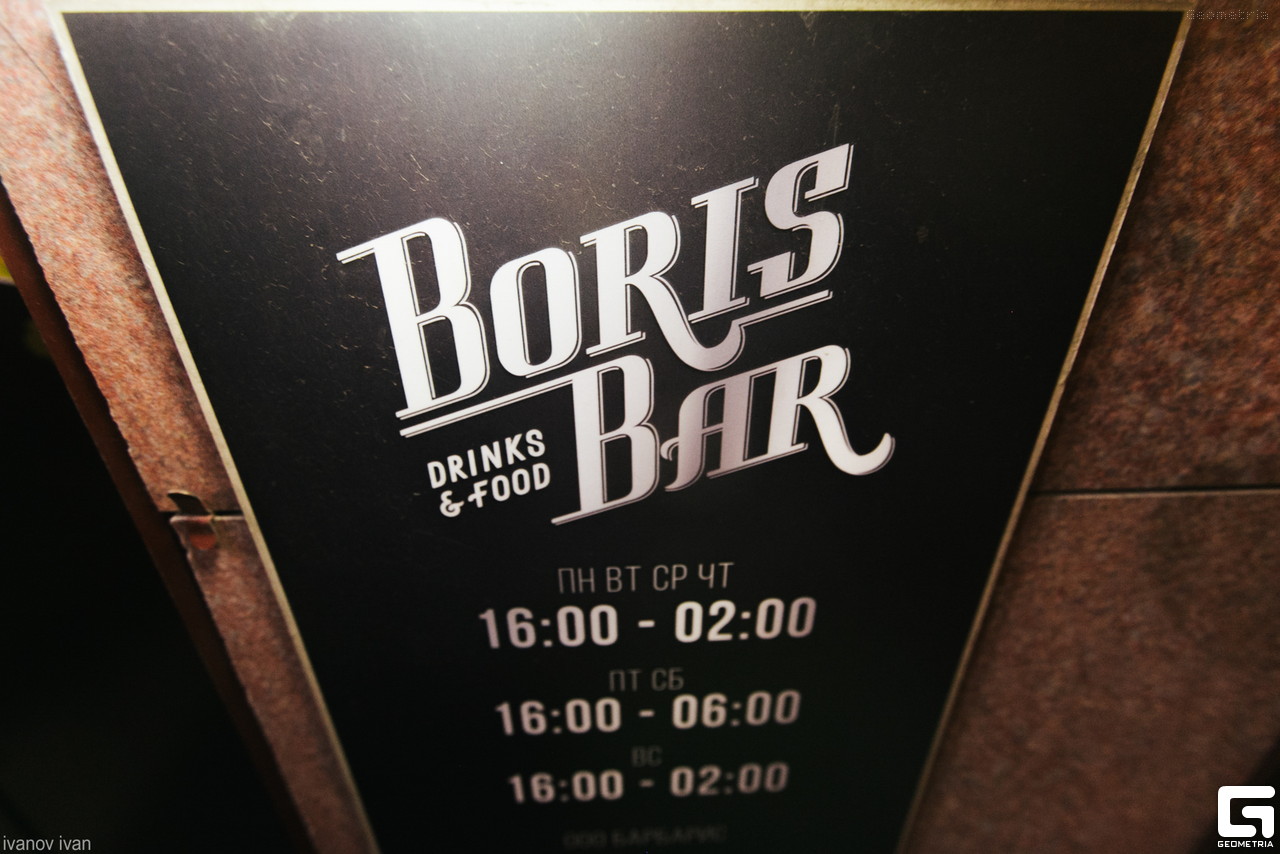 Geometria
BORIS
BAR
DRINKS
& FOOD
ПН ВТ СР ЧТ
16:00 - 02:00
ПТ СБ
16:00 - 06:00
ВС
16:00 - 02:00
ООО БАРБАРИС
ivanov ivan
GEOMETRIA